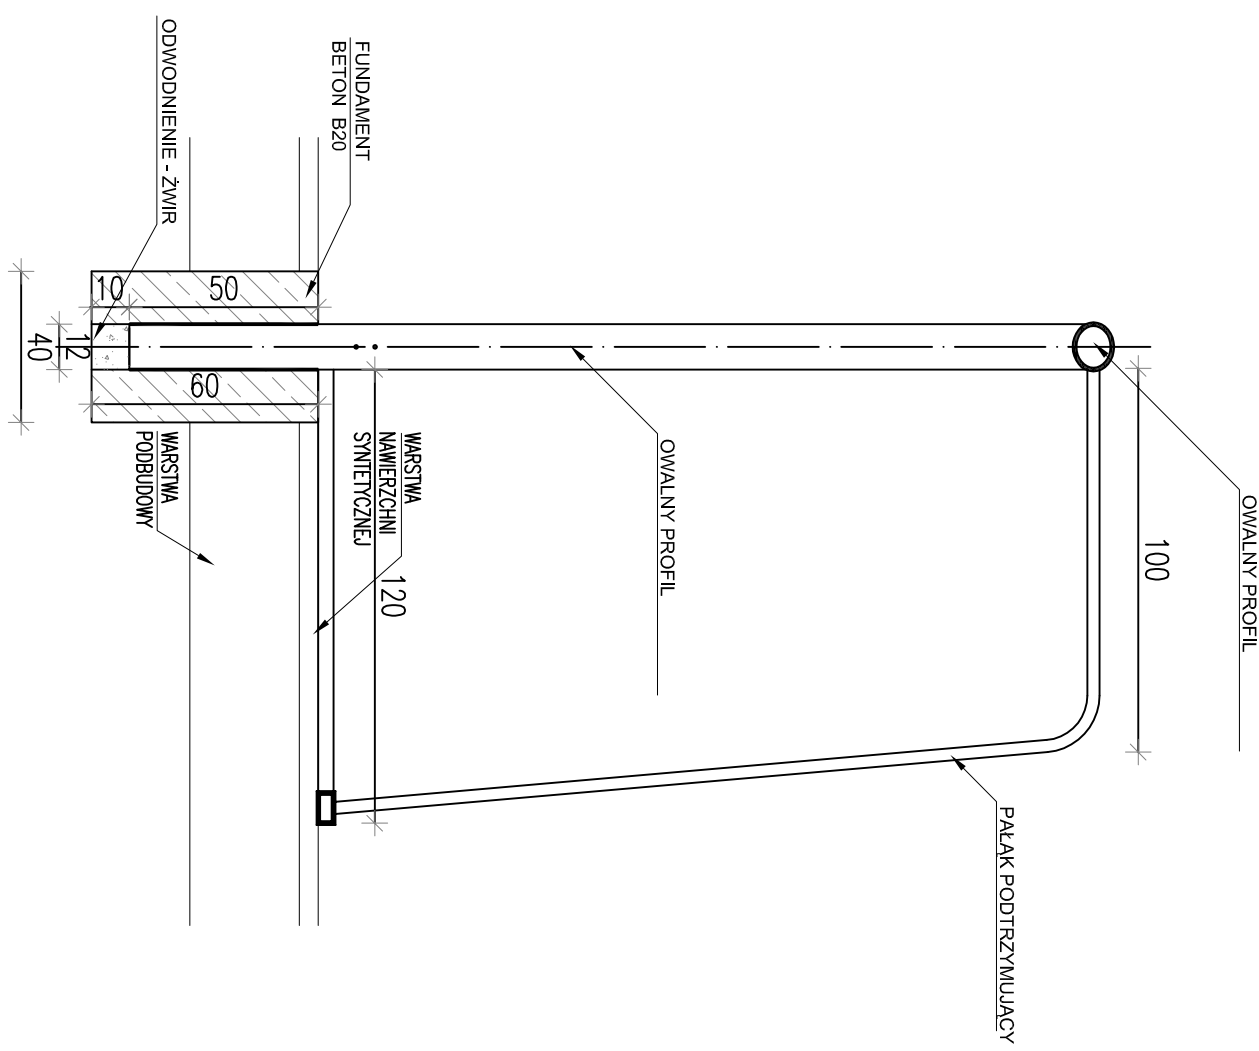 OWALNY PROFIL
100
PAŁĄK PODTRZYMUJĄCY
OWALNY PROFIL
WARSTWA
NAWIERZCHNI
SYNTETYCZNEJ
120
FUNDAMENT
BETON B20
50
10
60
12
40
ODWODNIENIE - ŻWIR
WARSTWA
PODBUDOWY